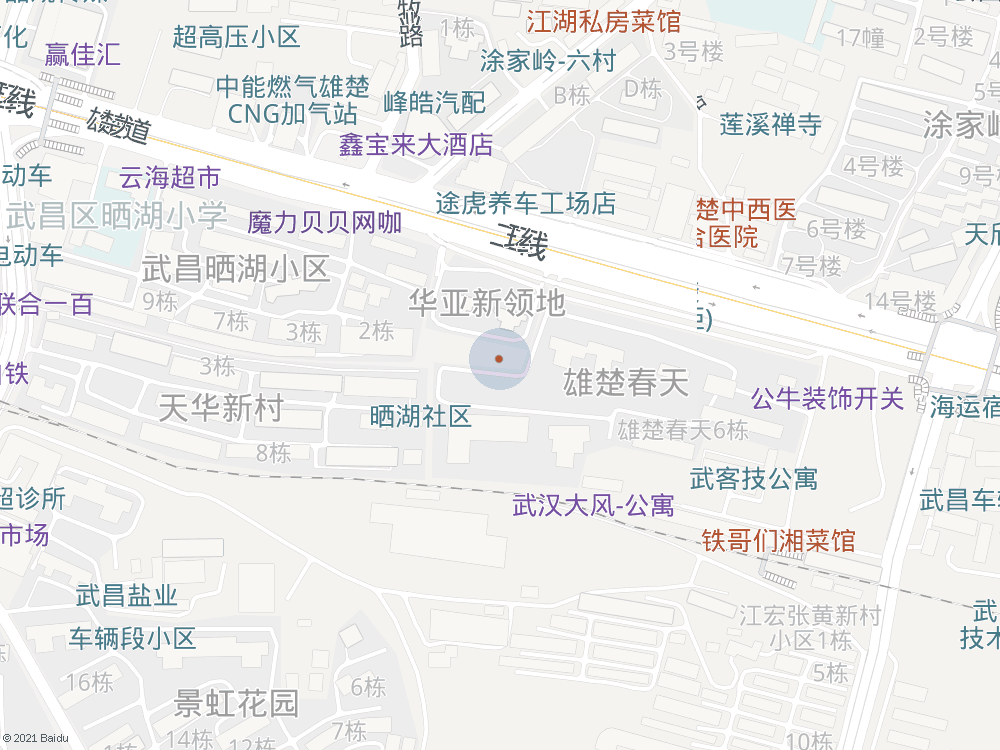 牧
路
江湖私房菜馆
超高压小区
3号楼
17幢
2号楼
赢佳汇
涂家岭-六村
中能燃气雄楚
CNG加气站
B栋
D栋
5号
峰皓汽配
雄楚大道
鑫宝来大酒店
莲溪禅寺
涂家岭
4号楼
动车
云海超市
9号
武昌区晒湖小学
途虎养车工场店
楚中西医
合医院
6号楼
魔力贝贝网咖
三环线
天欣
电动车
武昌晒湖小区
7号楼
联合一百
9栋
7栋
3栋
2栋
华亚新领地
14号楼
3栋
天华新村
雄楚春天
公牛装饰开关
海运宿
晒湖社区
雄楚春天6栋
8栋
武客技公寓
超诊所
武汉大风-公寓
武昌车
市场
铁哥们湘菜馆
武昌盐业
江宏张黄新村
小区1栋
武
技术
车辆段小区
5栋
16栋
6栋
景虹花园
7栋
14栋
12栋
10栋
© 2021 Baidu